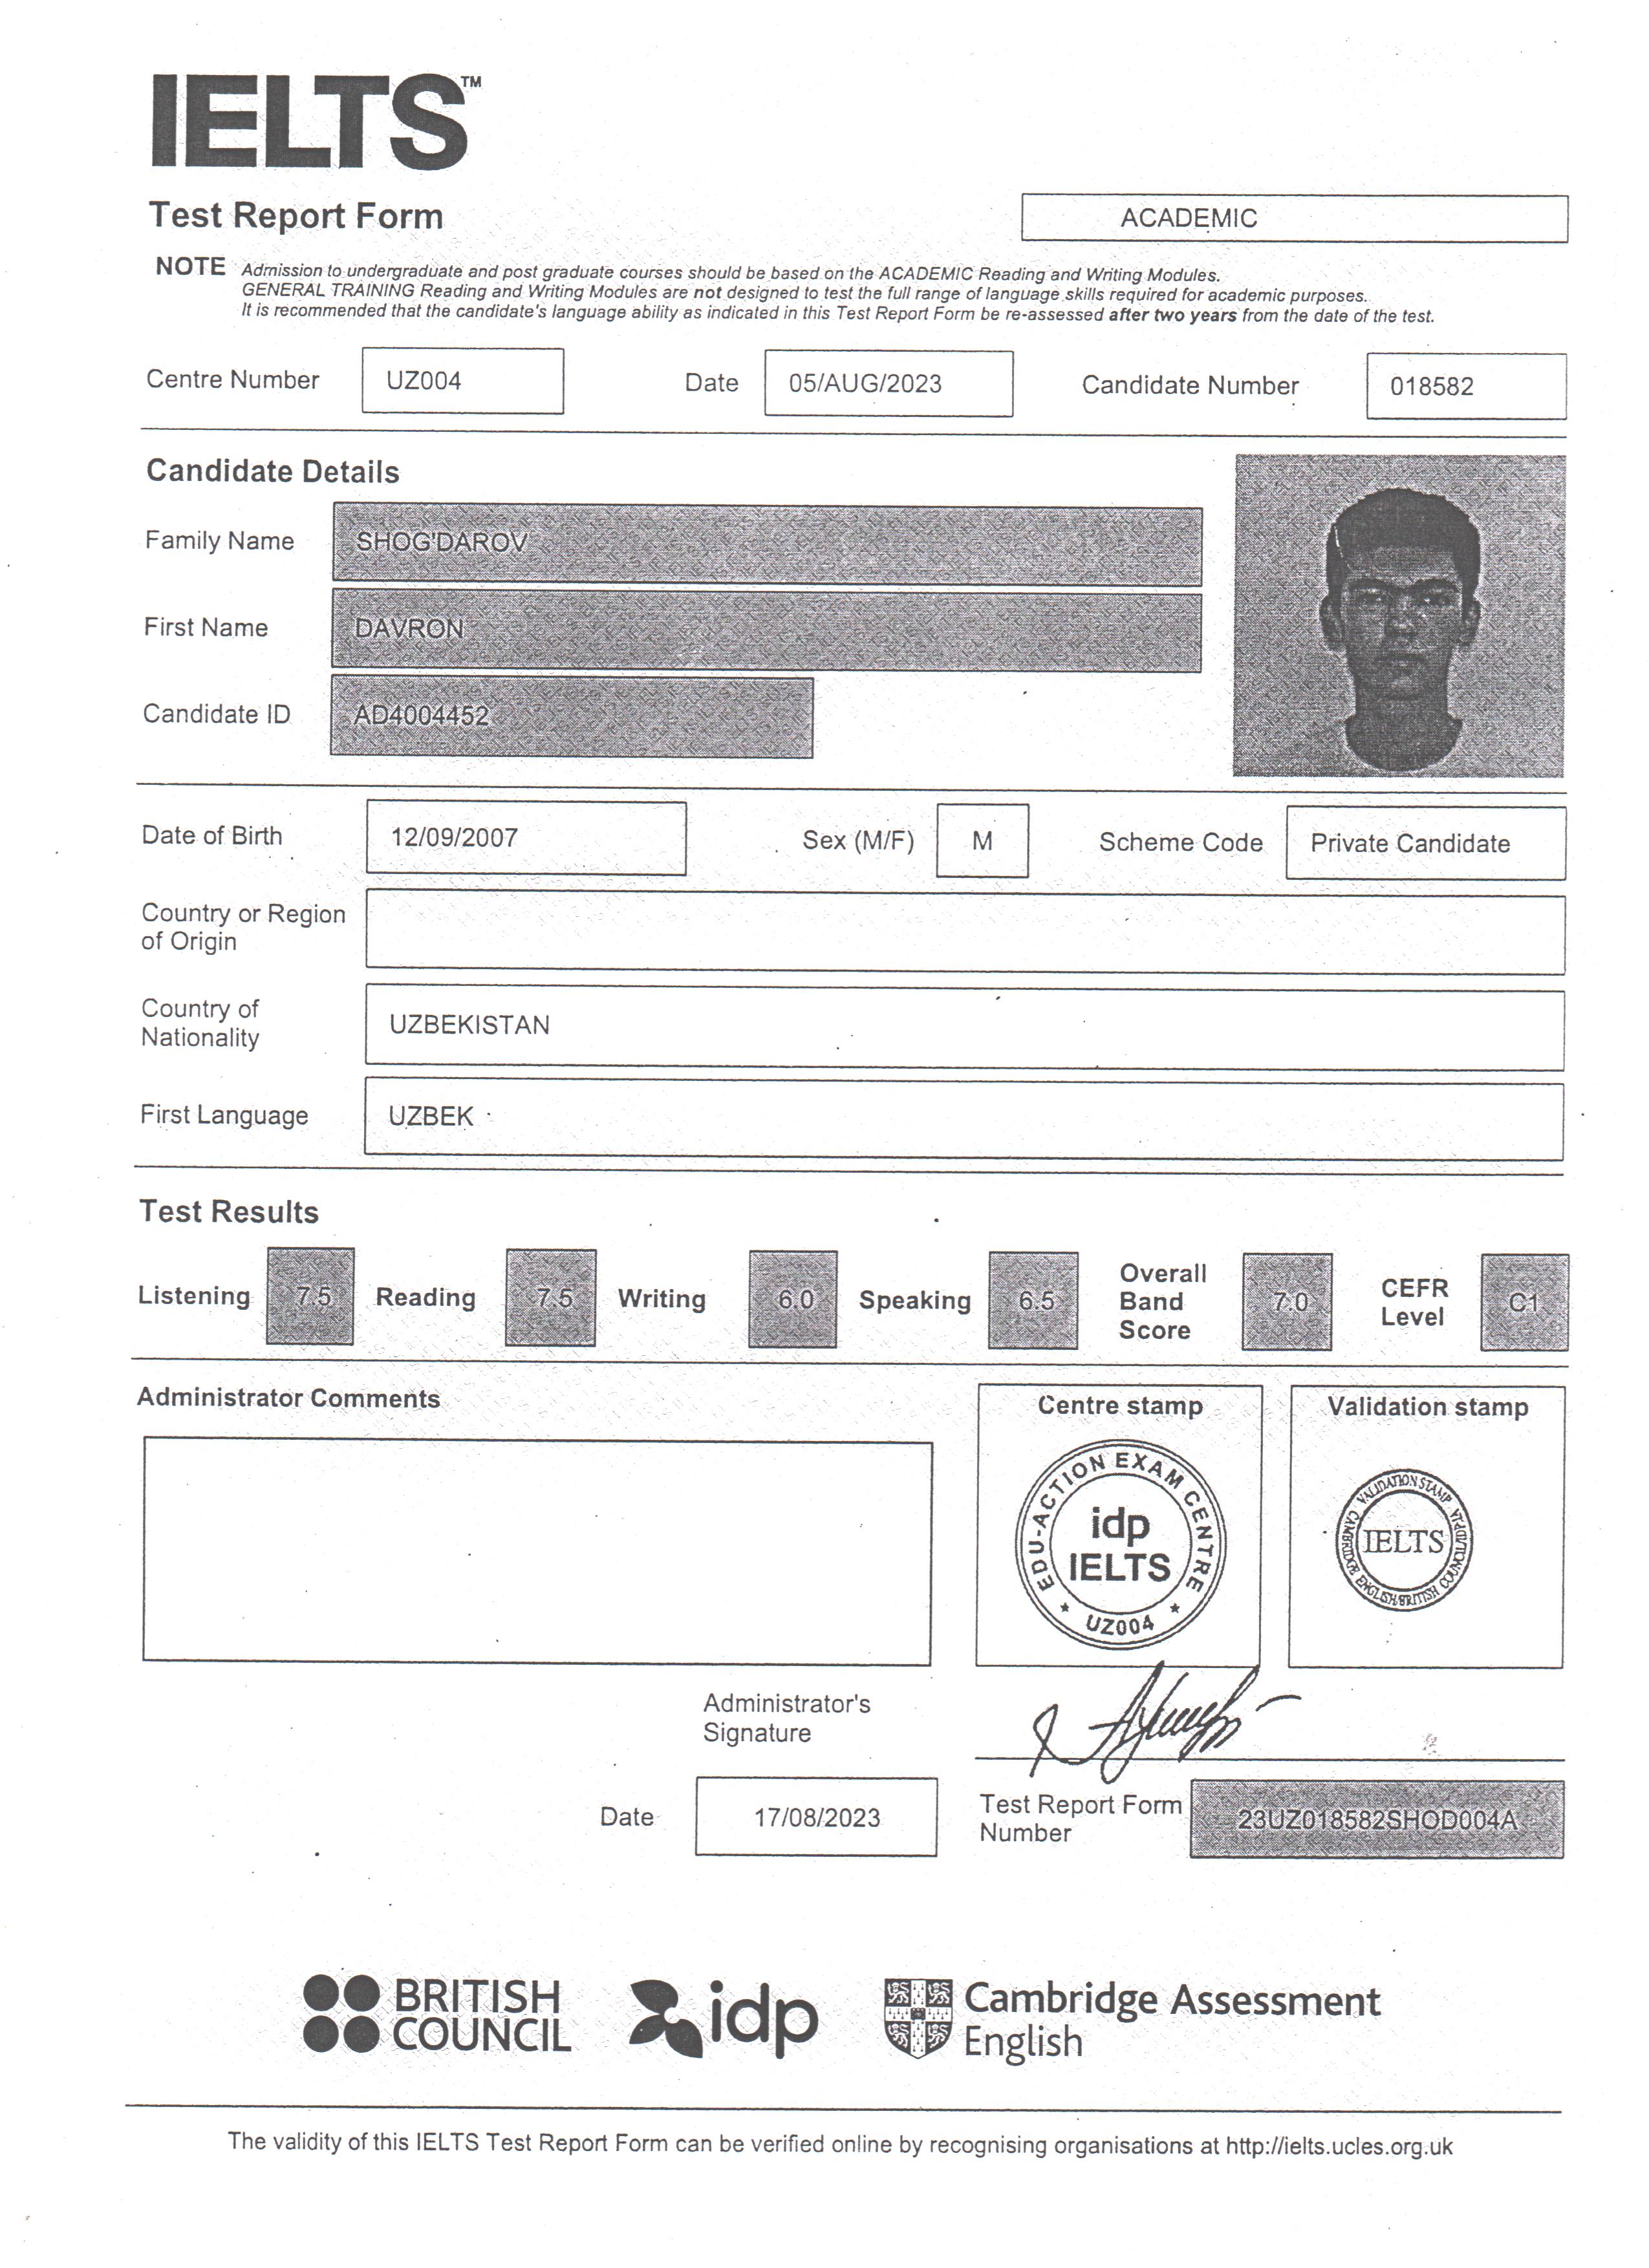 IELTS™
Test Report Form
ACADEMIC
NOTE Admission to undergraduate and post graduate courses should be based on the ACADEMIC Reading and Writing Modules.
GENERAL TRAINING Reading and Writing Modules are not designed to test the full range of language skills required for academic purposes.
It is recommended that the candidate's language ability as indicated in this Test Report Form be re-assessed after two years from the date of the test.
Centre Number UZ004 Date 05/AUG/2023 Candidate Number 018582
Candidate Details
Family Name SHOG'DAROV
First Name DAVRON
Candidate ID AD4004452
Date of Birth 12/09/2007 Sex (M/F) M Scheme Code Private Candidate
Country or Region
of Origin
Country of
Nationality
UZBEKISTAN
First Language UZBEK
Test Results
Listening 7.5 Reading 7.5 Writing 6.0 Speaking 6.5
Overall
Band
Score
7.0
CEFR
Level
C1
Administrator Comments
Centre stamp
EDU-ACTION EXAM CENTRE
idp
IELTS
★ UZ004 ★
Validation stamp
VALIDATION STAMP
IELTS
CAMBRIDGE ENGLISH/BRITISH COUNCIL/IDPIA
Administrator's
Signature
Date 17/08/2023
Test Report Form
Number
23UZ018582SHOD004A
BRITISH
COUNCIL
idp
Cambridge Assessment
English
The validity of this IELTS Test Report Form can be verified online by recognising organisations at http://ielts.ucles.org.uk